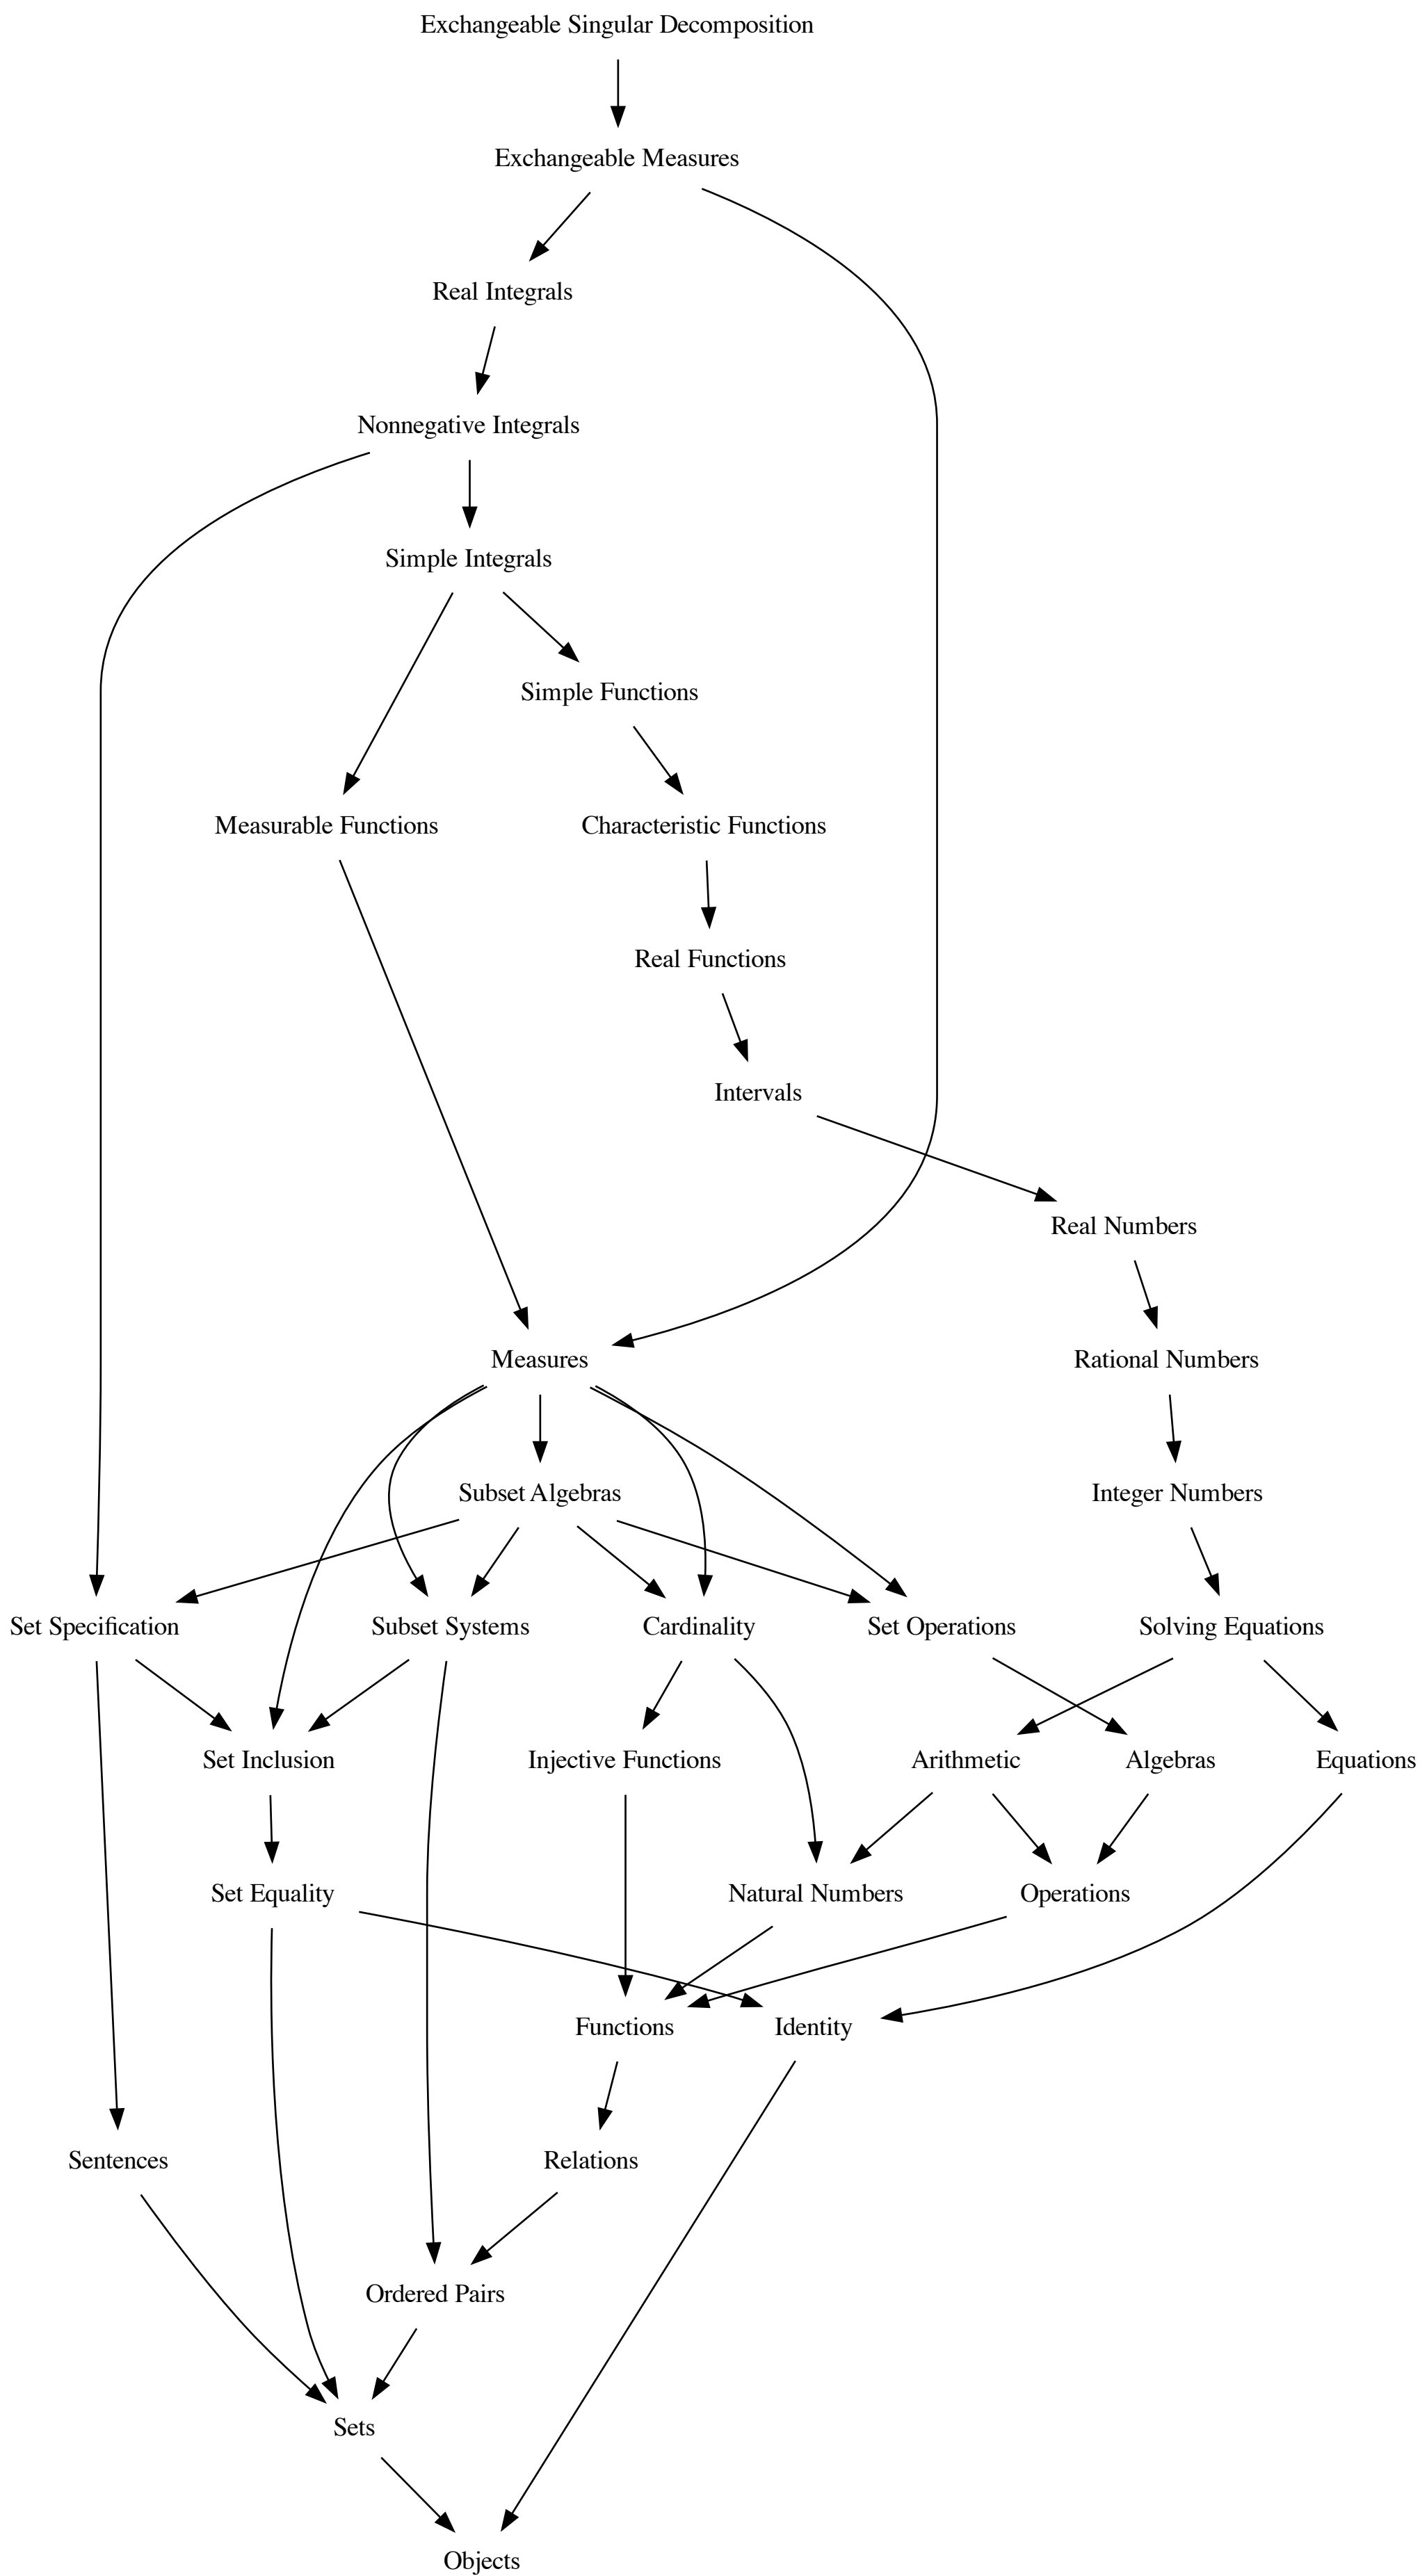 Exchangeable Singular Decomposition
Exchangeable Measures
Real Integrals
Nonnegative Integrals
Simple Integrals
Simple Functions
Measurable Functions
Characteristic Functions
Real Functions
Intervals
Real Numbers
Measures
Rational Numbers
Subset Algebras
Integer Numbers
Set Specification
Subset Systems
Cardinality
Set Operations
Solving Equations
Set Inclusion
Injective Functions
Arithmetic
Algebras
Equations
Set Equality
Natural Numbers
Operations
Functions
Identity
Sentences
Relations
Ordered Pairs
Sets
Objects